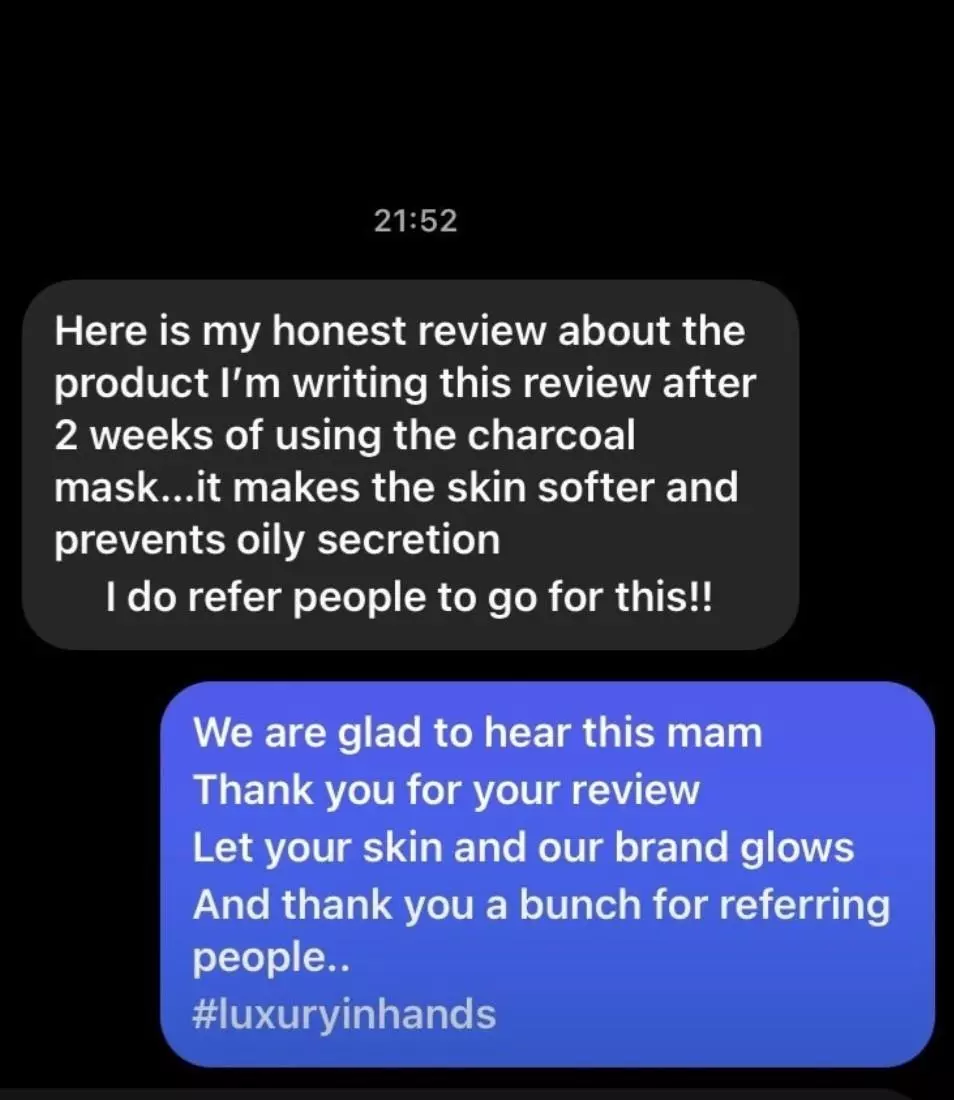 21:52
Here is my honest review about the
product I’m writing this review after
2 weeks of using the charcoal
mask...it makes the skin softer and
prevents oily secretion
I do refer people to go for this!!
We are glad to hear this mam
Thank you for your review
Let your skin and our brand glows
And thank you a bunch for referring
people..
#luxuryinhands